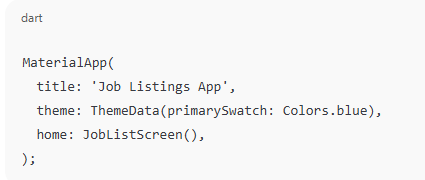 dart
MaterialApp(
  title: 'Job Listings App',
  theme: ThemeData(primarySwatch: Colors.blue),
  home: JobListScreen(),
);